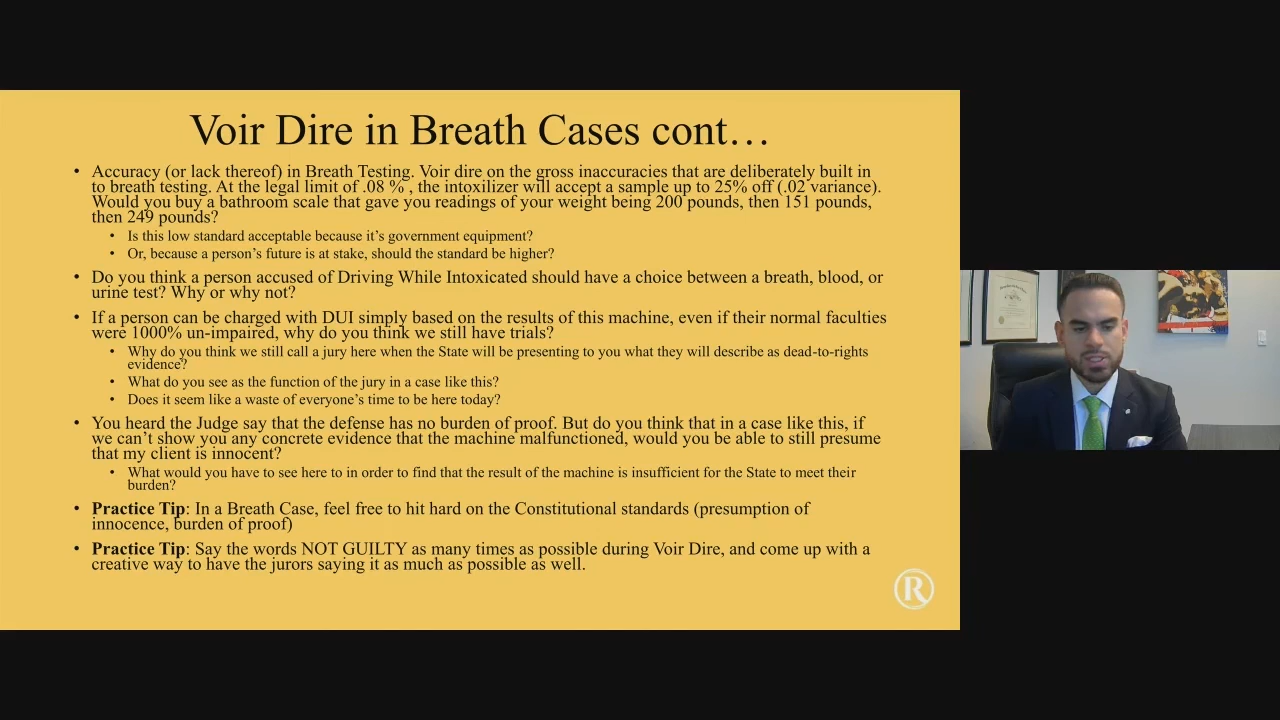 Voir Dire in Breath Cases cont…
• Accuracy (or lack thereof) in Breath Testing. Voir dire on the gross inaccuracies that are deliberately built in
to breath testing. At the legal limit of .08 % , the intoxilizer will accept a sample up to 25% off (.02 variance).
Would you buy a bathroom scale that gave you readings of your weight being 200 pounds, then 151 pounds,
then 249 pounds?
• Is this low standard acceptable because it’s government equipment?
• Or, because a person’s future is at stake, should the standard be higher?
• Do you think a person accused of Driving While Intoxicated should have a choice between a breath, blood, or
urine test? Why or why not?
• If a person can be charged with DUI simply based on the results of this machine, even if their normal faculties
were 1000% un-impaired, why do you think we still have trials?
• Why do you think we still call a jury here when the State will be presenting to you what they will describe as dead-to-rights
evidence?
• What do you see as the function of the jury in a case like this?
• Does it seem like a waste of everyone’s time to be here today?
• You heard the Judge say that the defense has no burden of proof. But do you think that in a case like this, if
we can’t show you any concrete evidence that the machine malfunctioned, would you be able to still presume
that my client is innocent?
• What would you have to see here to in order to find that the result of the machine is insufficient for the State to meet their
burden?
• Practice Tip: In a Breath Case, feel free to hit hard on the Constitutional standards (presumption of
innocence, burden of proof)
• Practice Tip: Say the words NOT GUILTY as many times as possible during Voir Dire, and come up with a
creative way to have the jurors saying it as much as possible as well.
R